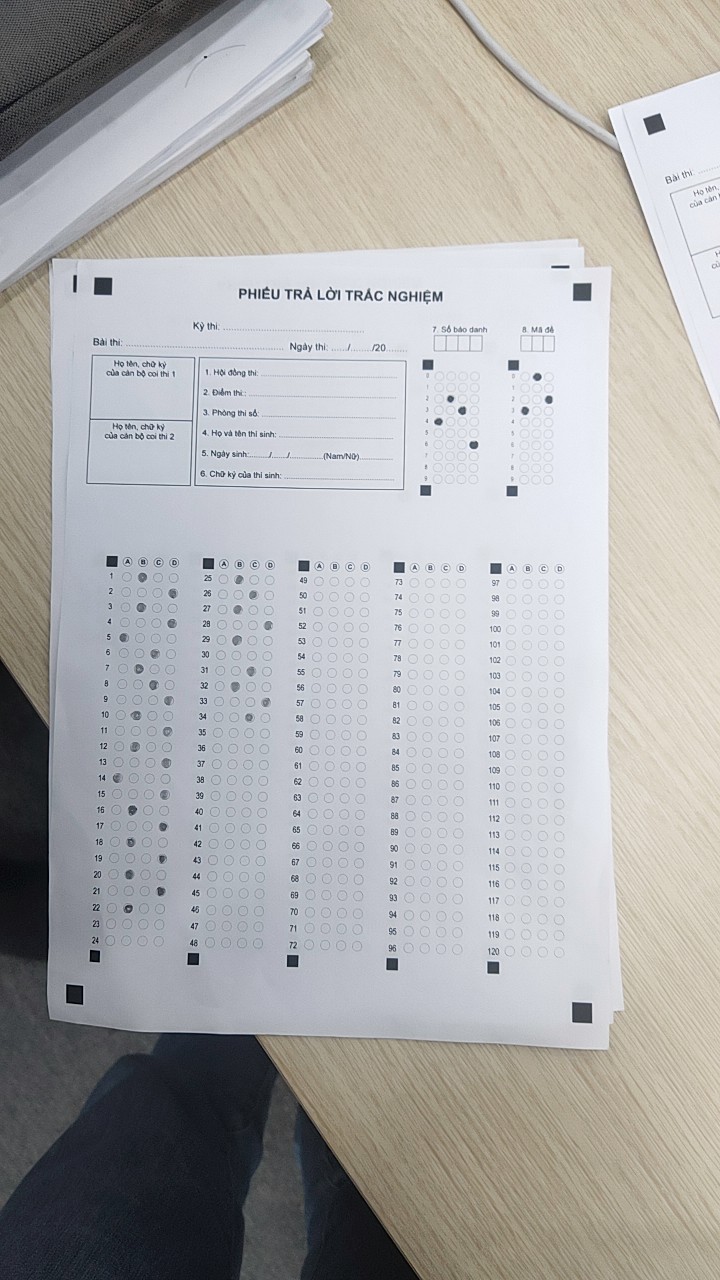 PHIẾU TRẢ LỜI TRẮC NGHIỆM
Kỳ thi: ..............................
Bài thi: .............................. Ngày thi: ...../......./20.......
7. Số báo danh
8. Mã đề
Họ tên, chữ ký
của cán bộ coi thi 1
Họ tên, chữ ký
của cán bộ coi thi 2
1. Hội đồng thi: ..............................
2. Điểm thi: ..............................
3. Phòng thi số: ..............................
4. Họ và tên thí sinh: ..............................
5. Ngày sinh:......./....../............(Nam/Nữ)............
6. Chữ ký của thí sinh: ..............................
0 0
1 1
2 2
3 3
4 4
5 5
6 6
7 7
8 8
9 9
A B C D A B C D A B C D A B C D A B C D
1 25 49 73 97
2 26 50 74 98
3 27 51 75 99
4 28 52 76 100
5 29 53 77 101
6 30 54 78 102
7 31 55 79 103
8 32 56 80 104
9 33 57 81 105
10 34 58 82 106
11 35 59 83 107
12 36 60 84 108
13 37 61 85 109
14 38 62 86 110
15 39 63 87 111
16 40 64 88 112
17 41 65 89 113
18 42 66 90 114
19 43 67 91 115
20 44 68 92 116
21 45 69 93 117
22 46 70 94 118
23 47 71 95 119
24 48 72 96 120
Bài thi:
Họ tên,